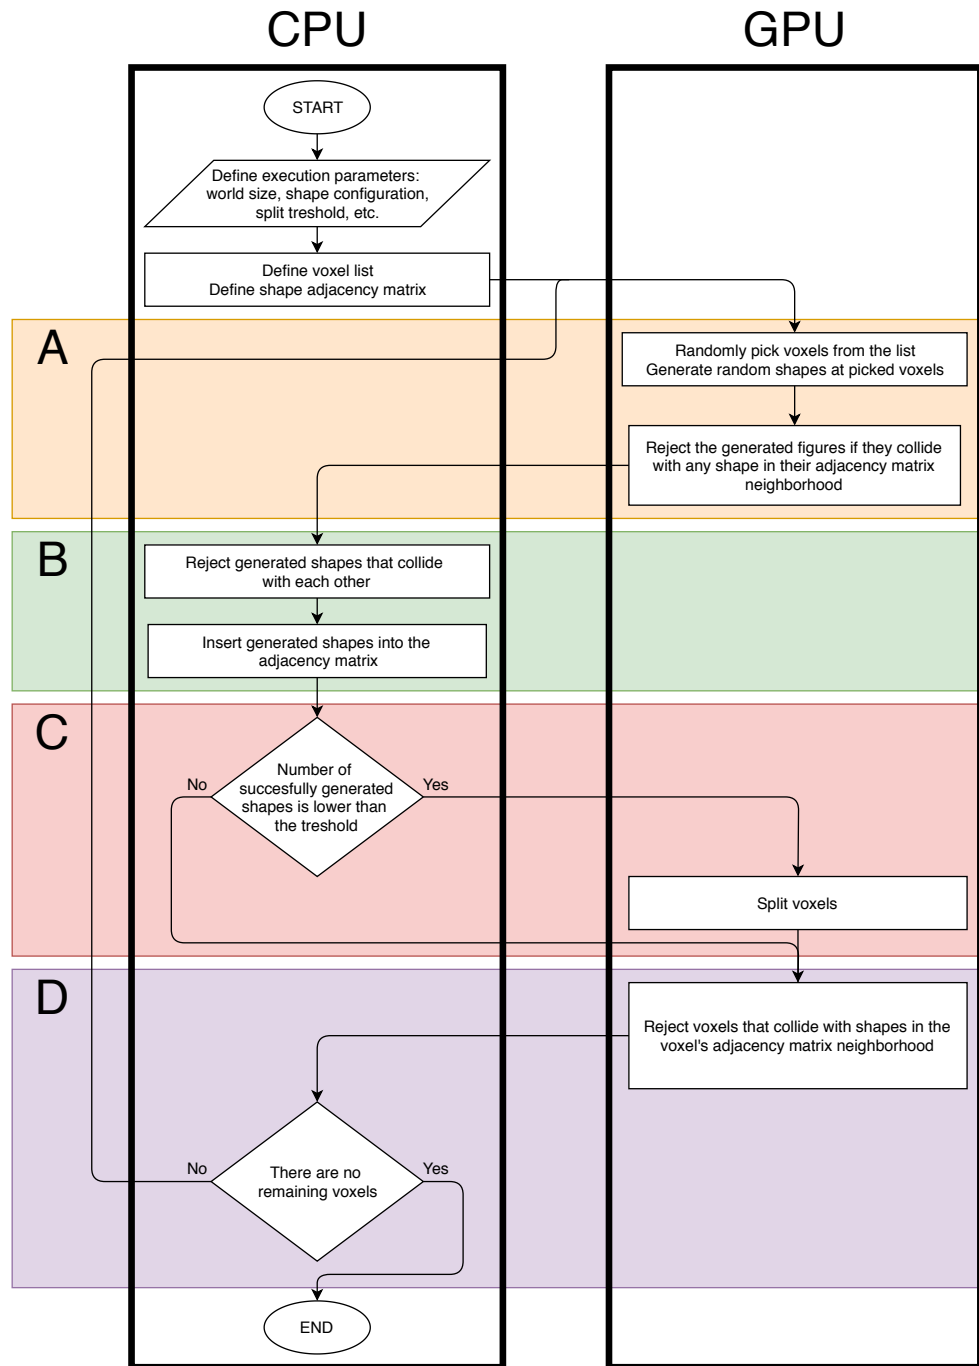 CPU
GPU
START
Define execution parameters:
world size, shape configuration,
split treshold, etc.
Define voxel list
Define shape adjacency matrix
A
Randomly pick voxels from the list
Generate random shapes at picked voxels
Reject the generated figures if they collide
with any shape in their adjacency matrix
neighborhood
B
Reject generated shapes that collide
with each other
Insert generated shapes into the
adjacency matrix
C
Number of
succesfully generated
shapes is lower than
the treshold
No
Yes
Split voxels
D
Reject voxels that collide with shapes in the
voxel's adjacency matrix neighborhood
There are no
remaining voxels
No
Yes
END